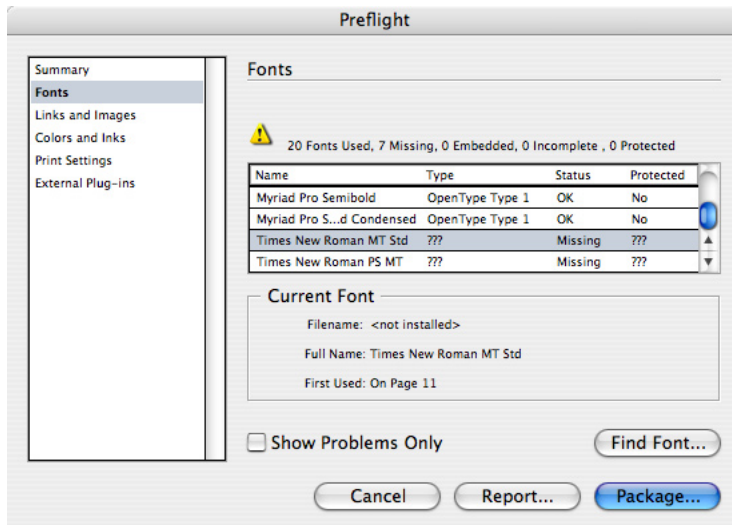 Preflight
Summary
Fonts
Links and Images
Colors and Inks
Print Settings
External Plug-ins
Fonts
20 Fonts Used, 7 Missing, 0 Embedded, 0 Incomplete , 0 Protected
Name Type Status Protected
Myriad Pro Semibold OpenType Type 1 OK No
Myriad Pro S...d Condensed OpenType Type 1 OK No
Times New Roman MT Std ??? Missing ???
Times New Roman PS MT ??? Missing ???
Current Font
Filename: <not installed>
Full Name: Times New Roman MT Std
First Used: On Page 11
Show Problems Only
Find Font...
Cancel
Report...
Package...